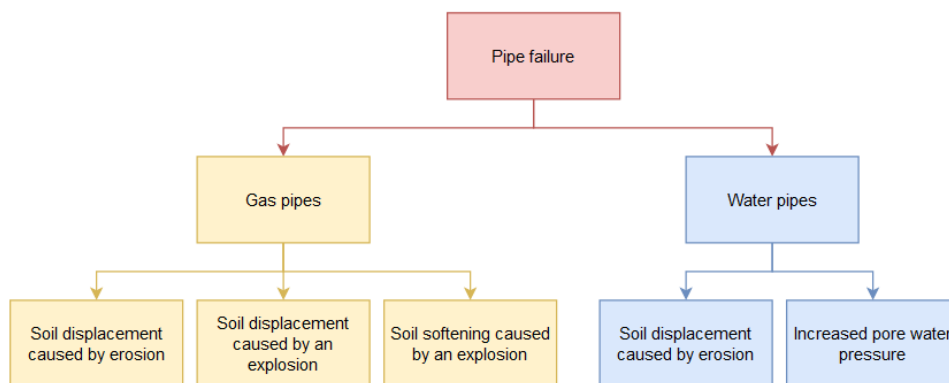 Pipe failure
Gas pipes
Water pipes
Soil displacement
caused by erosion
Soil displacement
caused by an
explosion
Soil softening caused
by an explosion
Soil displacement
caused by erosion
Increased pore water
pressure